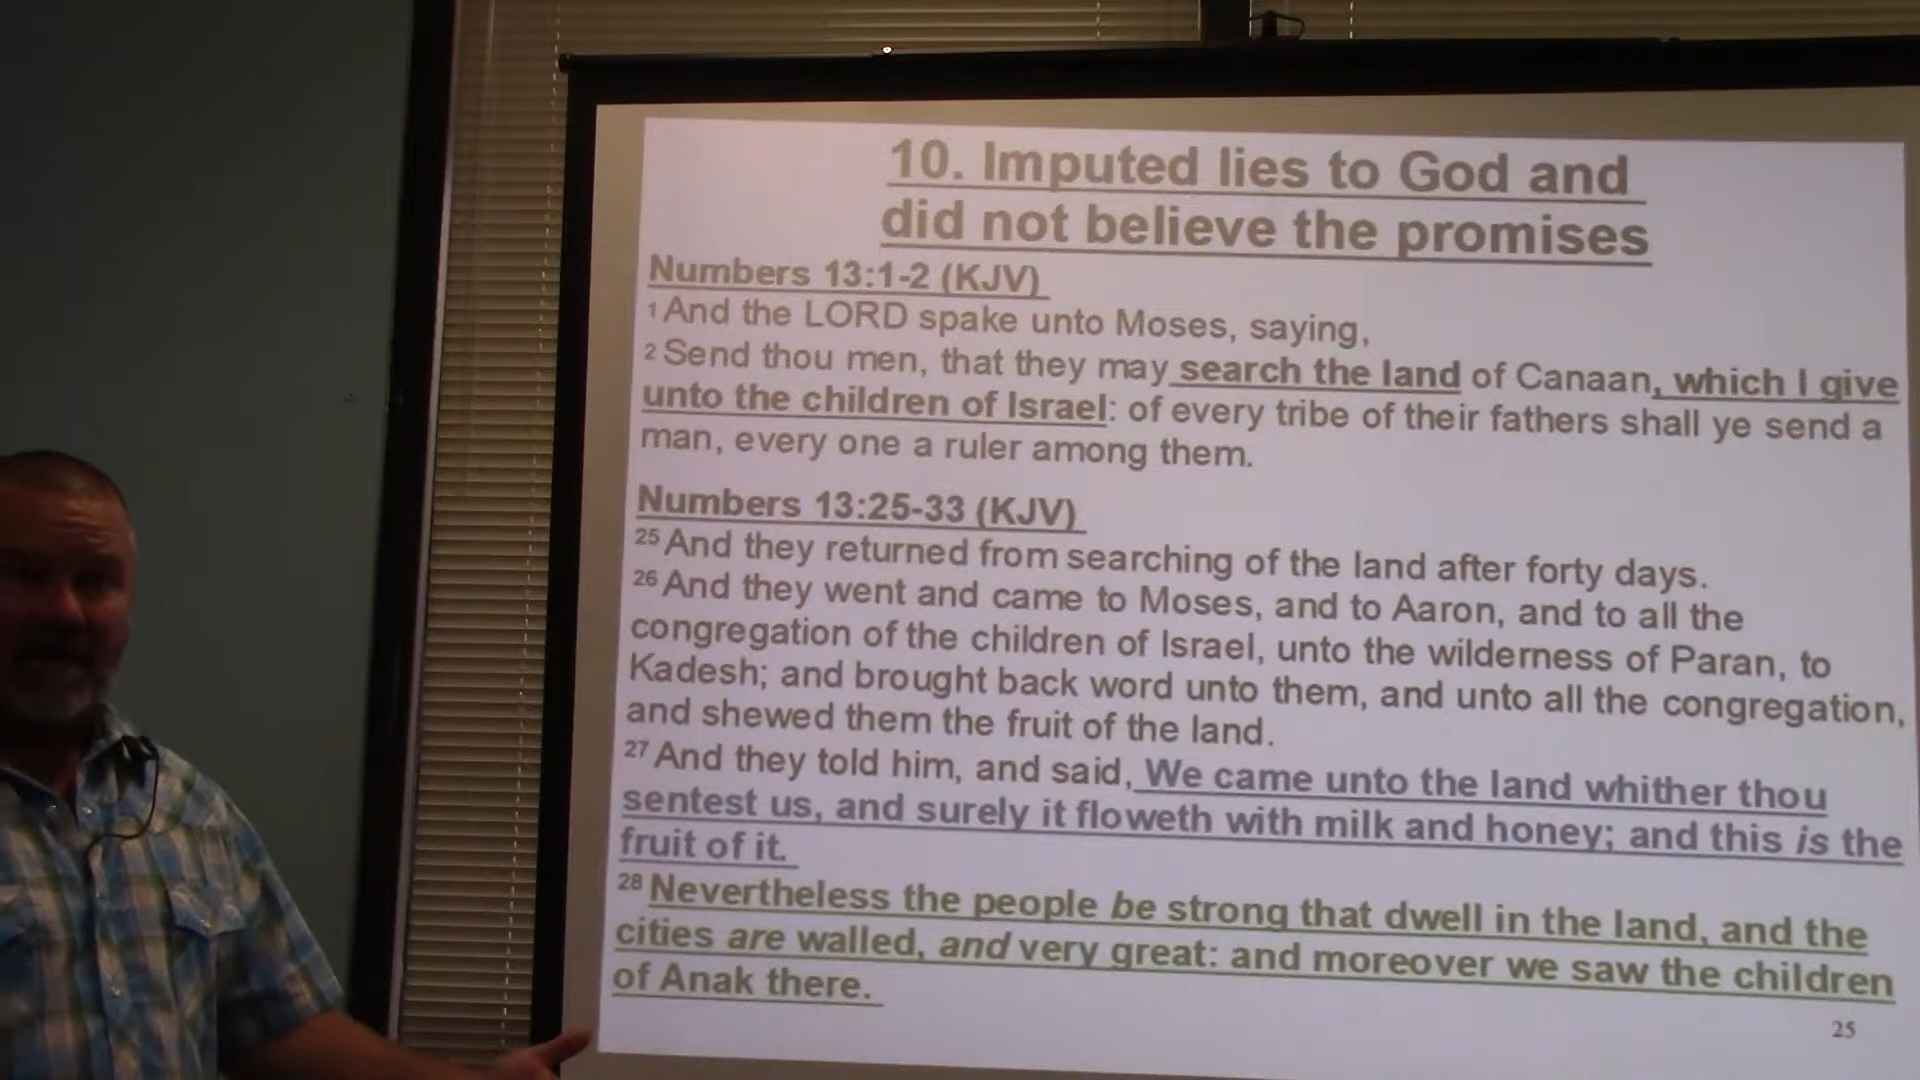 10. Imputed lies to God and
did not believe the promises
Numbers 13:1-2 (KJV)
1 And the LORD spake unto Moses, saying,
2 Send thou men, that they may search the land of Canaan, which I give
unto the children of Israel: of every tribe of their fathers shall ye send a
man, every one a ruler among them.
Numbers 13:25-33 (KJV)
25 And they returned from searching of the land after forty days.
26 And they went and came to Moses, and to Aaron, and to all the
congregation of the children of Israel, unto the wilderness of Paran, to
Kadesh; and brought back word unto them, and unto all the congregation,
and shewed them the fruit of the land.
27 And they told him, and said, We came unto the land whither thou
sentest us, and surely it floweth with milk and honey; and this is the
fruit of it.
28 Nevertheless the people be strong that dwell in the land, and the
cities are walled, and very great: and moreover we saw the children
of Anak there.
25